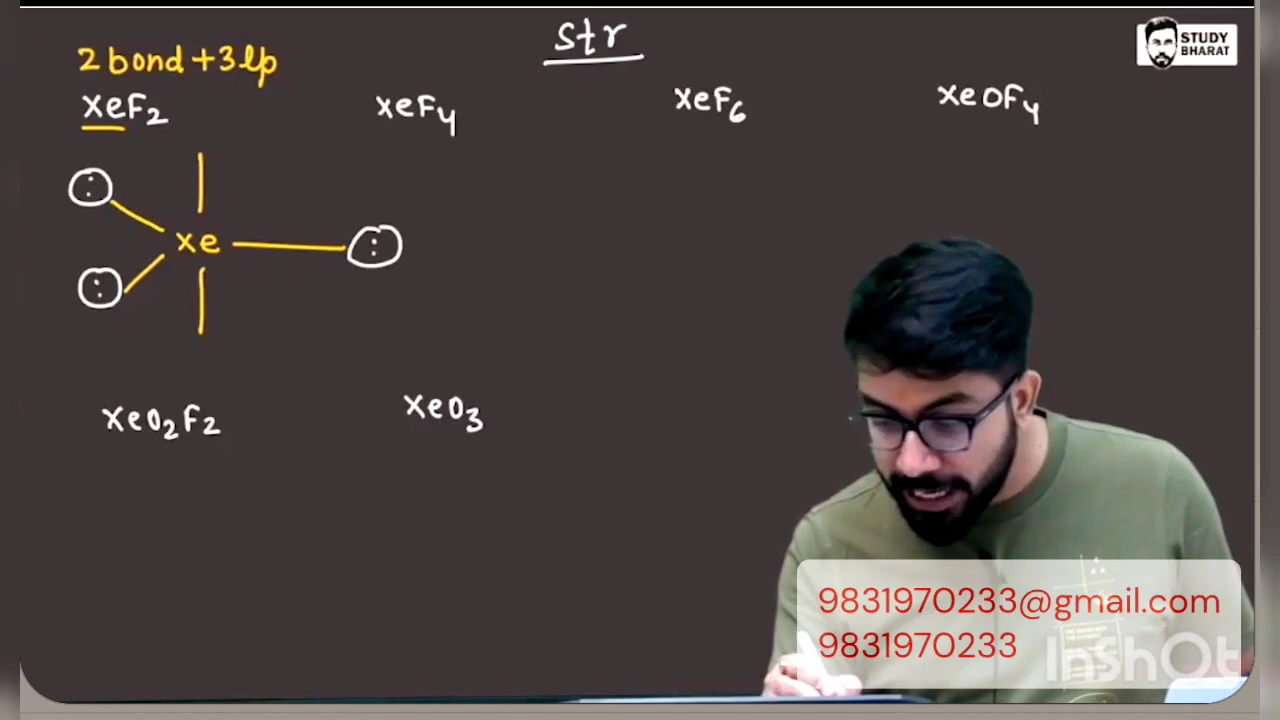 Str
STUDY
BHARAT
2 bond + 3 lp
XeF2
XeF4
XeF6
XeOF4
:
Xe
:
:
XeO2F2
XeO3
9831970233@gmail.com
9831970233
InShOt